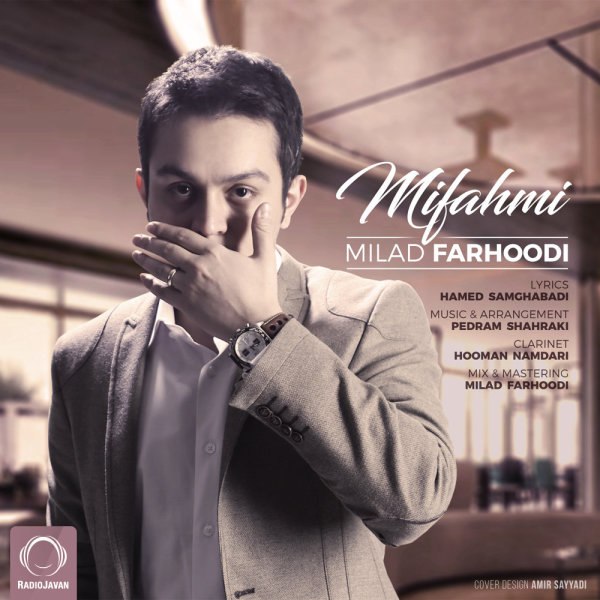 Mifahmi
MILAD FARHOODI
LYRICS
HAMED SAMGHABADI
MUSIC & ARRANGEMENT
PEDRAM SHAHRAKI
CLARINET
HOOMAN NAMDARI
MIX & MASTERING
MILAD FARHOODI
RADIOJAVAN
COVER DESIGN AMIR SAYYADI